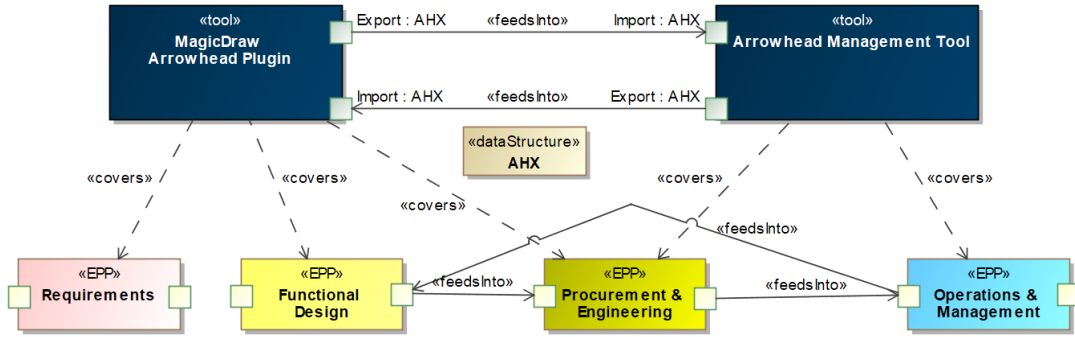 «tool»
MagicDraw
Arrowhead Plugin
Export : AHX
«feedsInto»
Import : AHX
«tool»
Arrowhead Management Tool
Import : AHX
«feedsInto»
Export : AHX
«dataStructure»
AHX
«covers»
«covers»
«covers»
«covers»
«covers»
«feedsInto»
«EPP»
Requirements
«EPP»
Functional
Design
«feedsInto»
«EPP»
Procurement &
Engineering
«feedsInto»
«EPP»
Operations &
Management